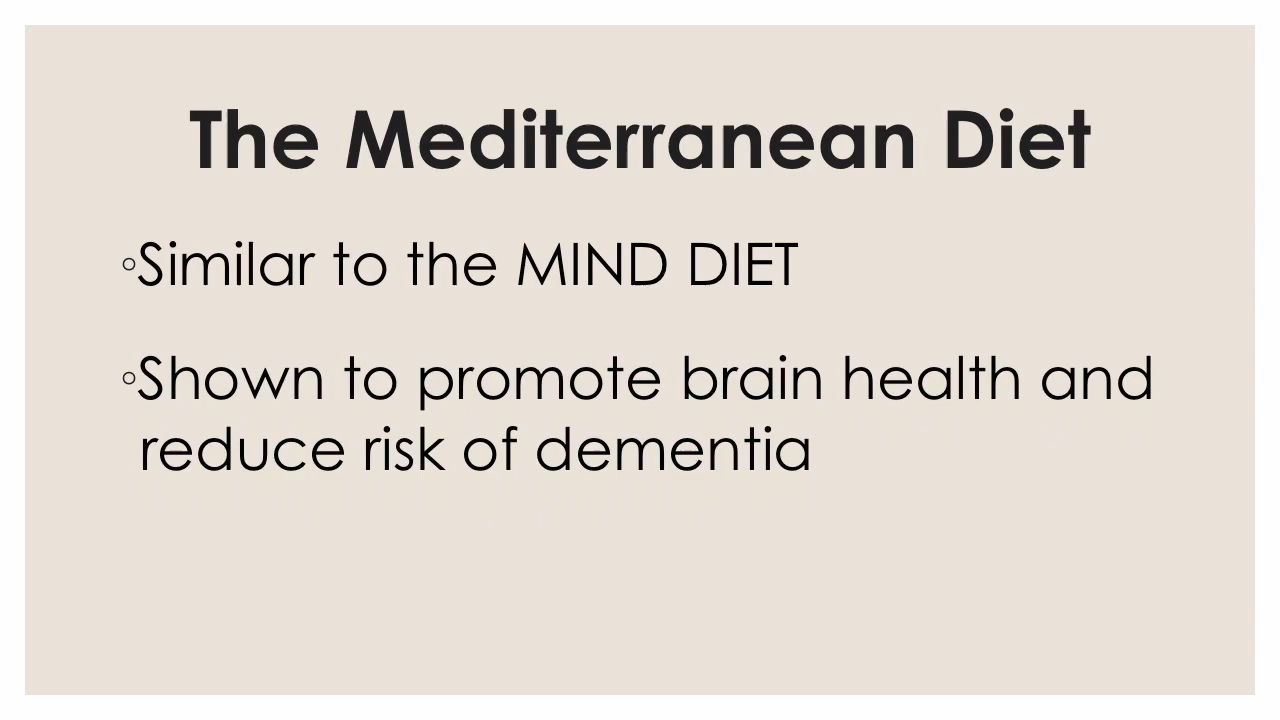 The Mediterranean Diet
◦Similar to the MIND DIET
◦Shown to promote brain health and
reduce risk of dementia